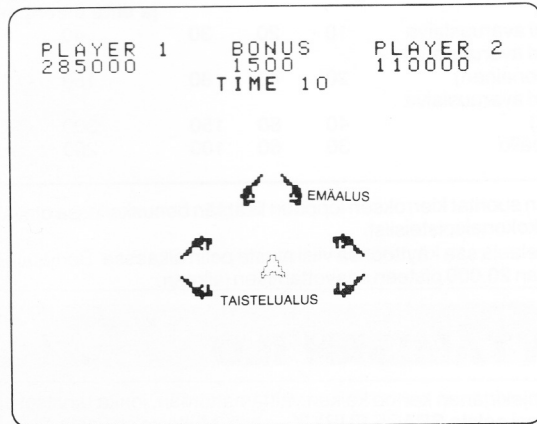 PLAYER 1 BONUS PLAYER 2
285000 1500 110000
TIME 10
EMÄALUS
TAISTELUALUS